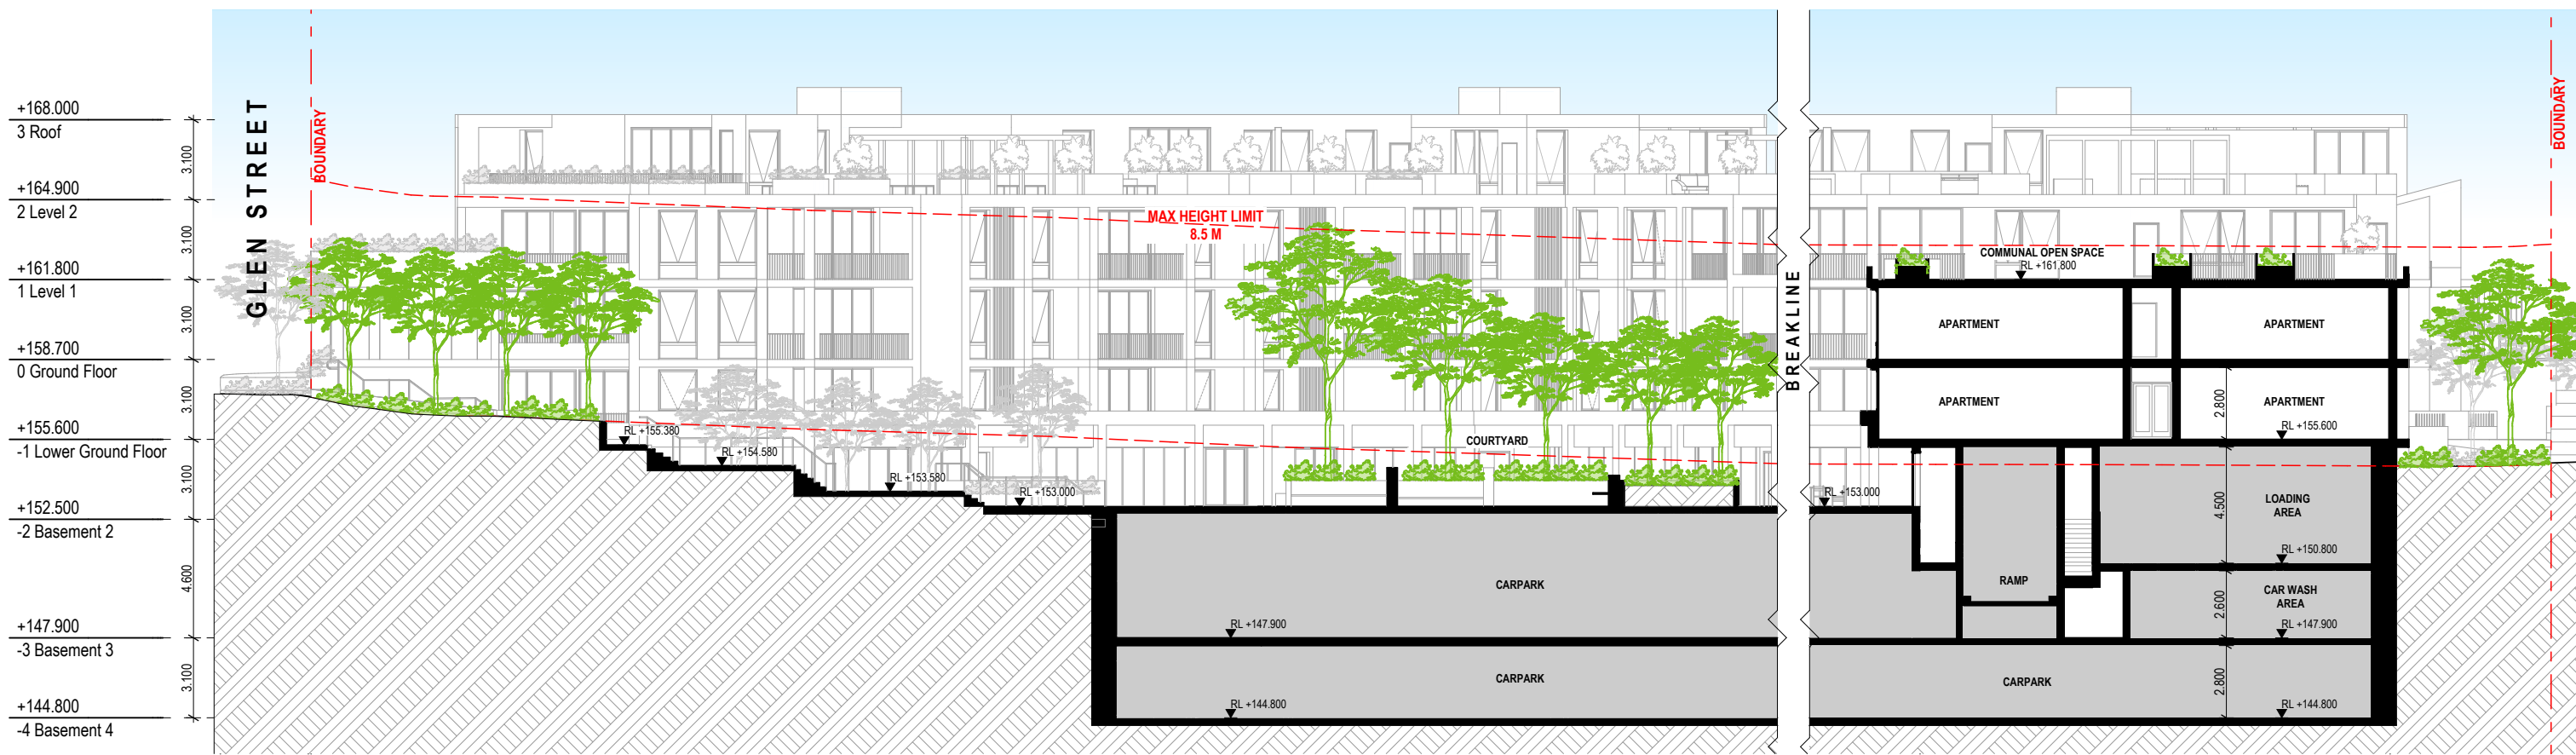 +168.000
3 Roof
3.100
+164.900
2 Level 2
3.100
+161.800
1 Level 1
3.100
+158.700
0 Ground Floor
3.100
+155.600
-1 Lower Ground Floor
3.100
+152.500
-2 Basement 2
4.600
+147.900
-3 Basement 3
3.100
+144.800
-4 Basement 4
GLEN STREET
BOUNDARY
MAX HEIGHT LIMIT
8.5 M
RL +155.380
RL +154.580
RL +153.580
RL +153.000
COURTYARD
CARPARK
RL +147.900
CARPARK
RL +144.800
BREAKLINE
COMMUNAL OPEN SPACE
RL +161.800
APARTMENT
APARTMENT
APARTMENT
APARTMENT
2.800
RL +155.600
RL +153.000
LOADING
AREA
4.500
RL +150.800
RAMP
CAR WASH
AREA
2.600
RL +147.900
CARPARK
2.800
RL +144.800
BOUNDARY